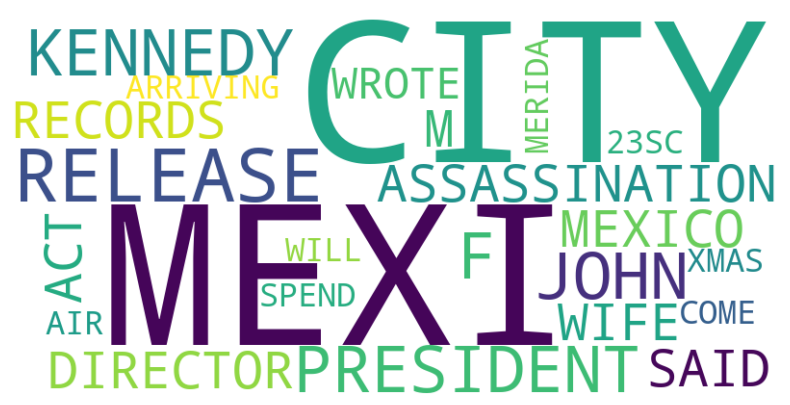 KENNEDY
CITY
ARRIVING
WROTE
MERIDA
RECORDS
M
23SC
RELEASE
ASSASSINATION
MEXI
ACT
WILL
F
MEXICO
XMAS
JOHN
SPEND
AIR
WIFE
COME
DIRECTOR
PRESIDENT
SAID